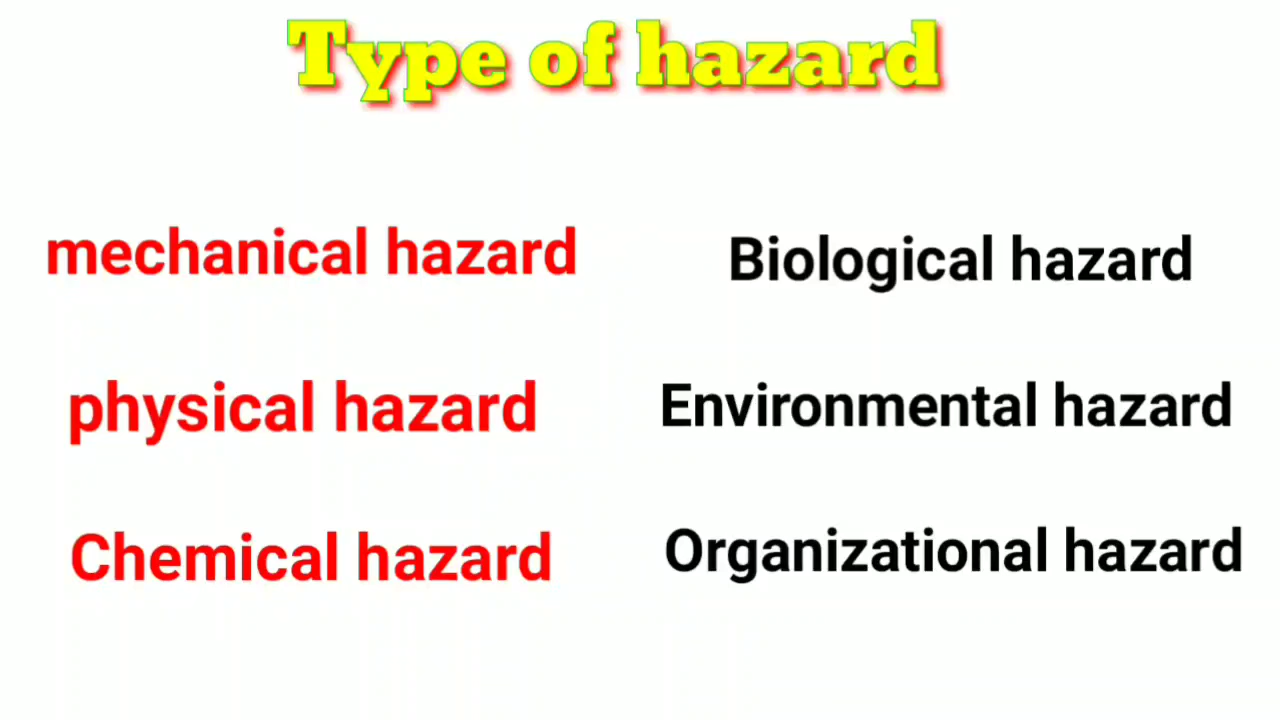 Type of hazard
mechanical hazard
physical hazard
Chemical hazard
Biological hazard
Environmental hazard
Organizational hazard